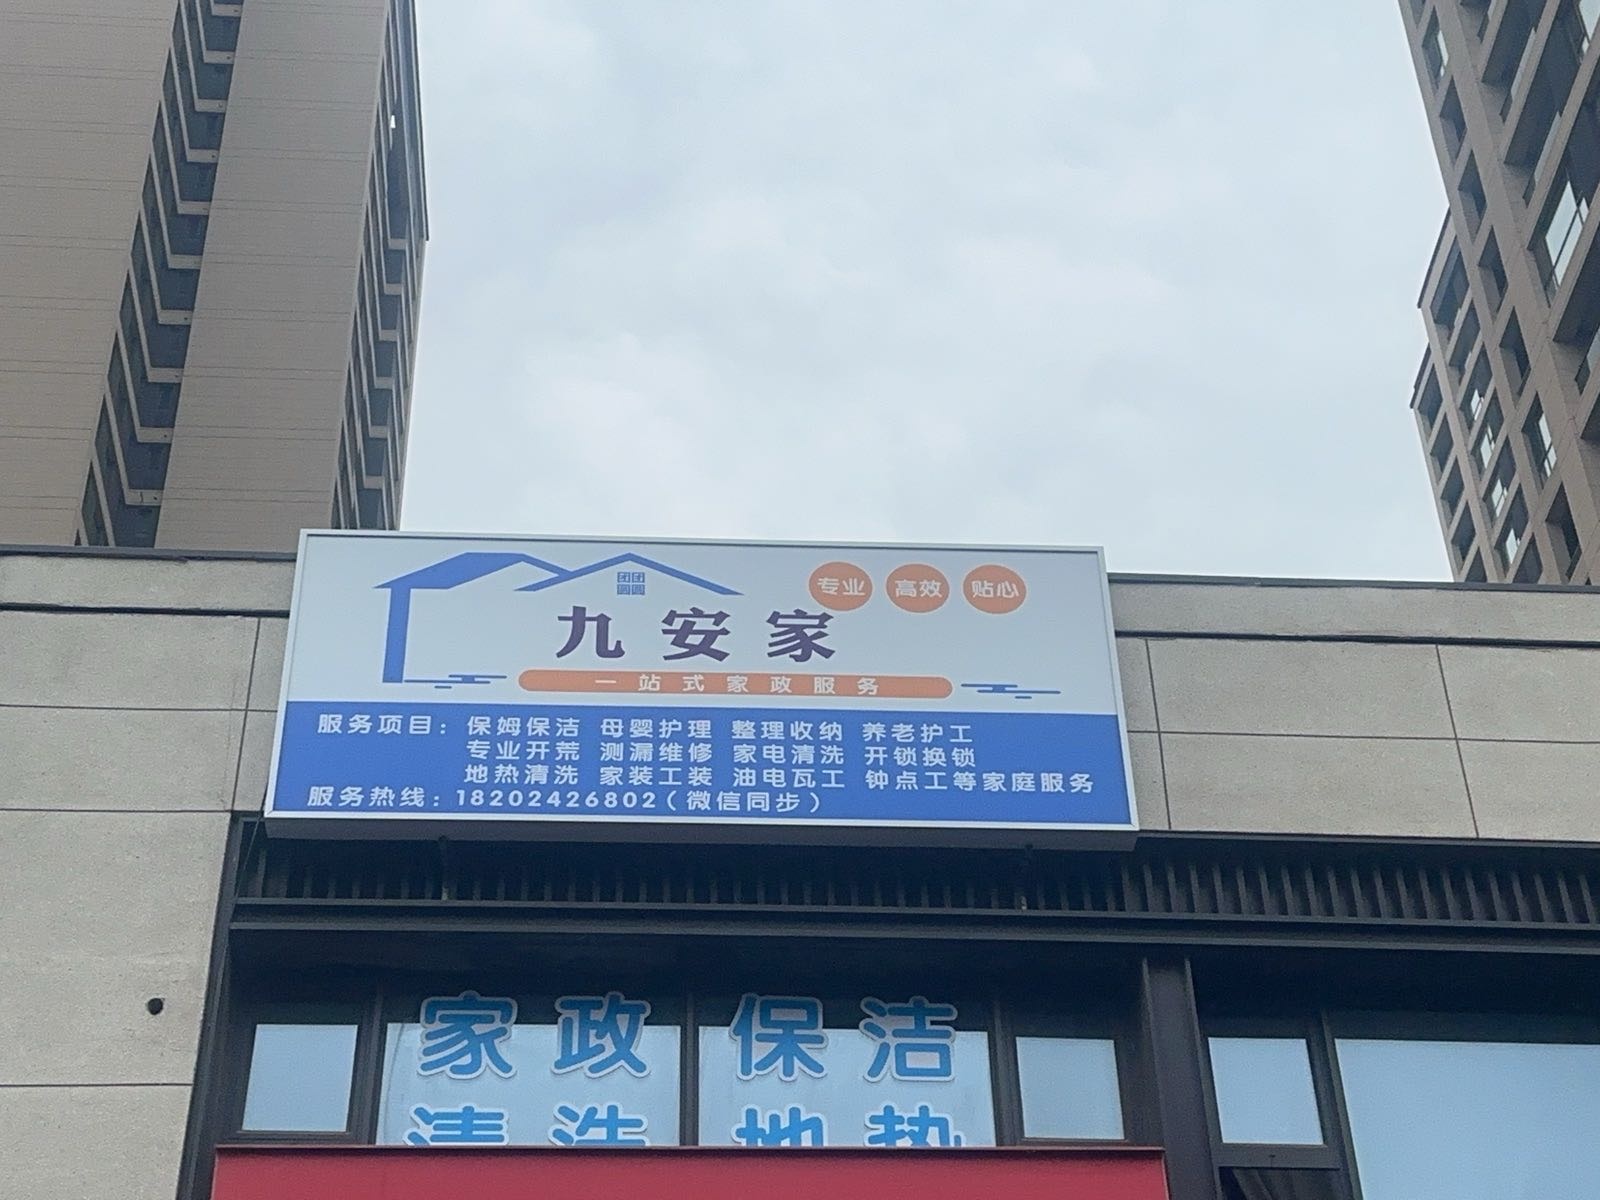 专业 高效 贴心
团团
圆圆
九安家
一站式家政服务
服务项目：保姆保洁 母婴护理 整理收纳 养老护工
专业开荒 测漏维修 家电清洗 开锁换锁
地热清洗 家装工装 油电瓦工 钟点工等家庭服务
服务热线：18202426802（微信同步）
家政 保洁
清洗 地热